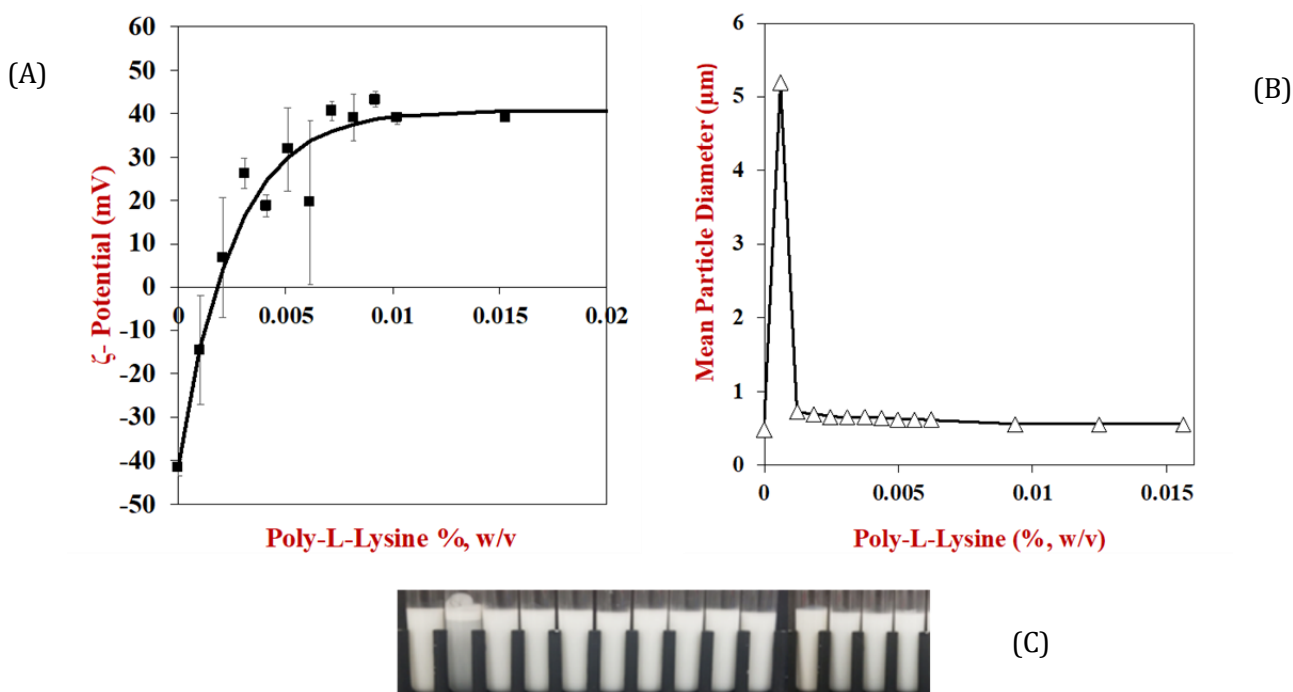 (A)
60
50
40
30
20
10
0
-10
-20
-30
-40
-50
0 0.005 0.01 0.015 0.02
ζ- Potential (mV)
Poly-L-Lysine %, w/v
(B)
6
5
4
3
2
1
0
0 0.005 0.01 0.015
Mean Particle Diameter (µm)
Poly-L-Lysine (%, w/v)
(C)